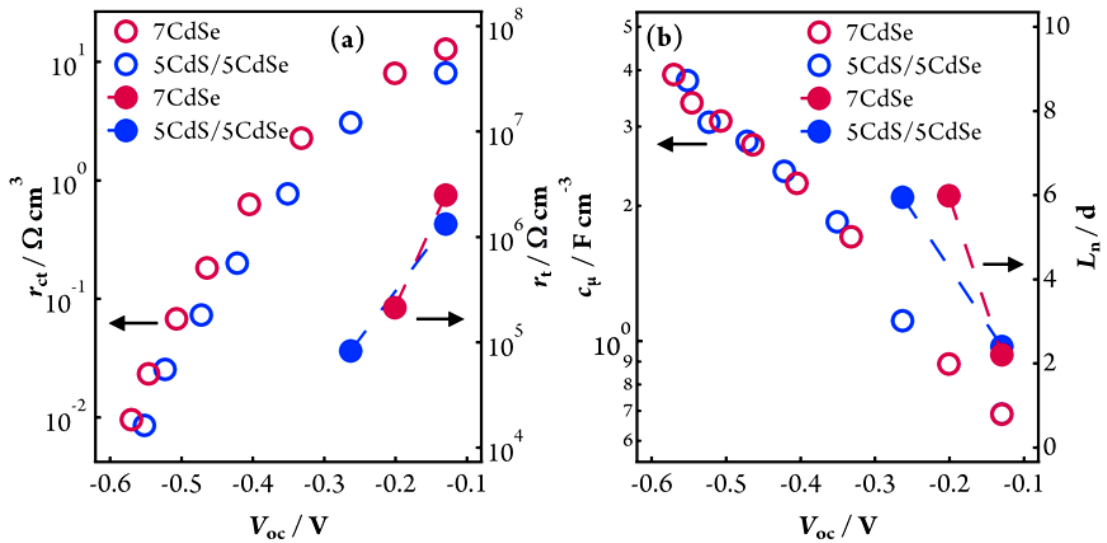 (a)
7CdSe
5CdS/5CdSe
7CdSe
5CdS/5CdSe
10^1
10^0
10^-1
10^-2
r_ct / Ω cm^3
10^8
10^7
10^6
10^5
10^4
r_t / Ω cm
-0.6 -0.5 -0.4 -0.3 -0.2 -0.1
V_oc / V
(b)
7CdSe
5CdS/5CdSe
7CdSe
5CdS/5CdSe
5
4
3
2
10^0
9
8
7
6
c_μ / F cm^-3
10
8
6
4
2
0
L_n / d
-0.6 -0.5 -0.4 -0.3 -0.2 -0.1
V_oc / V